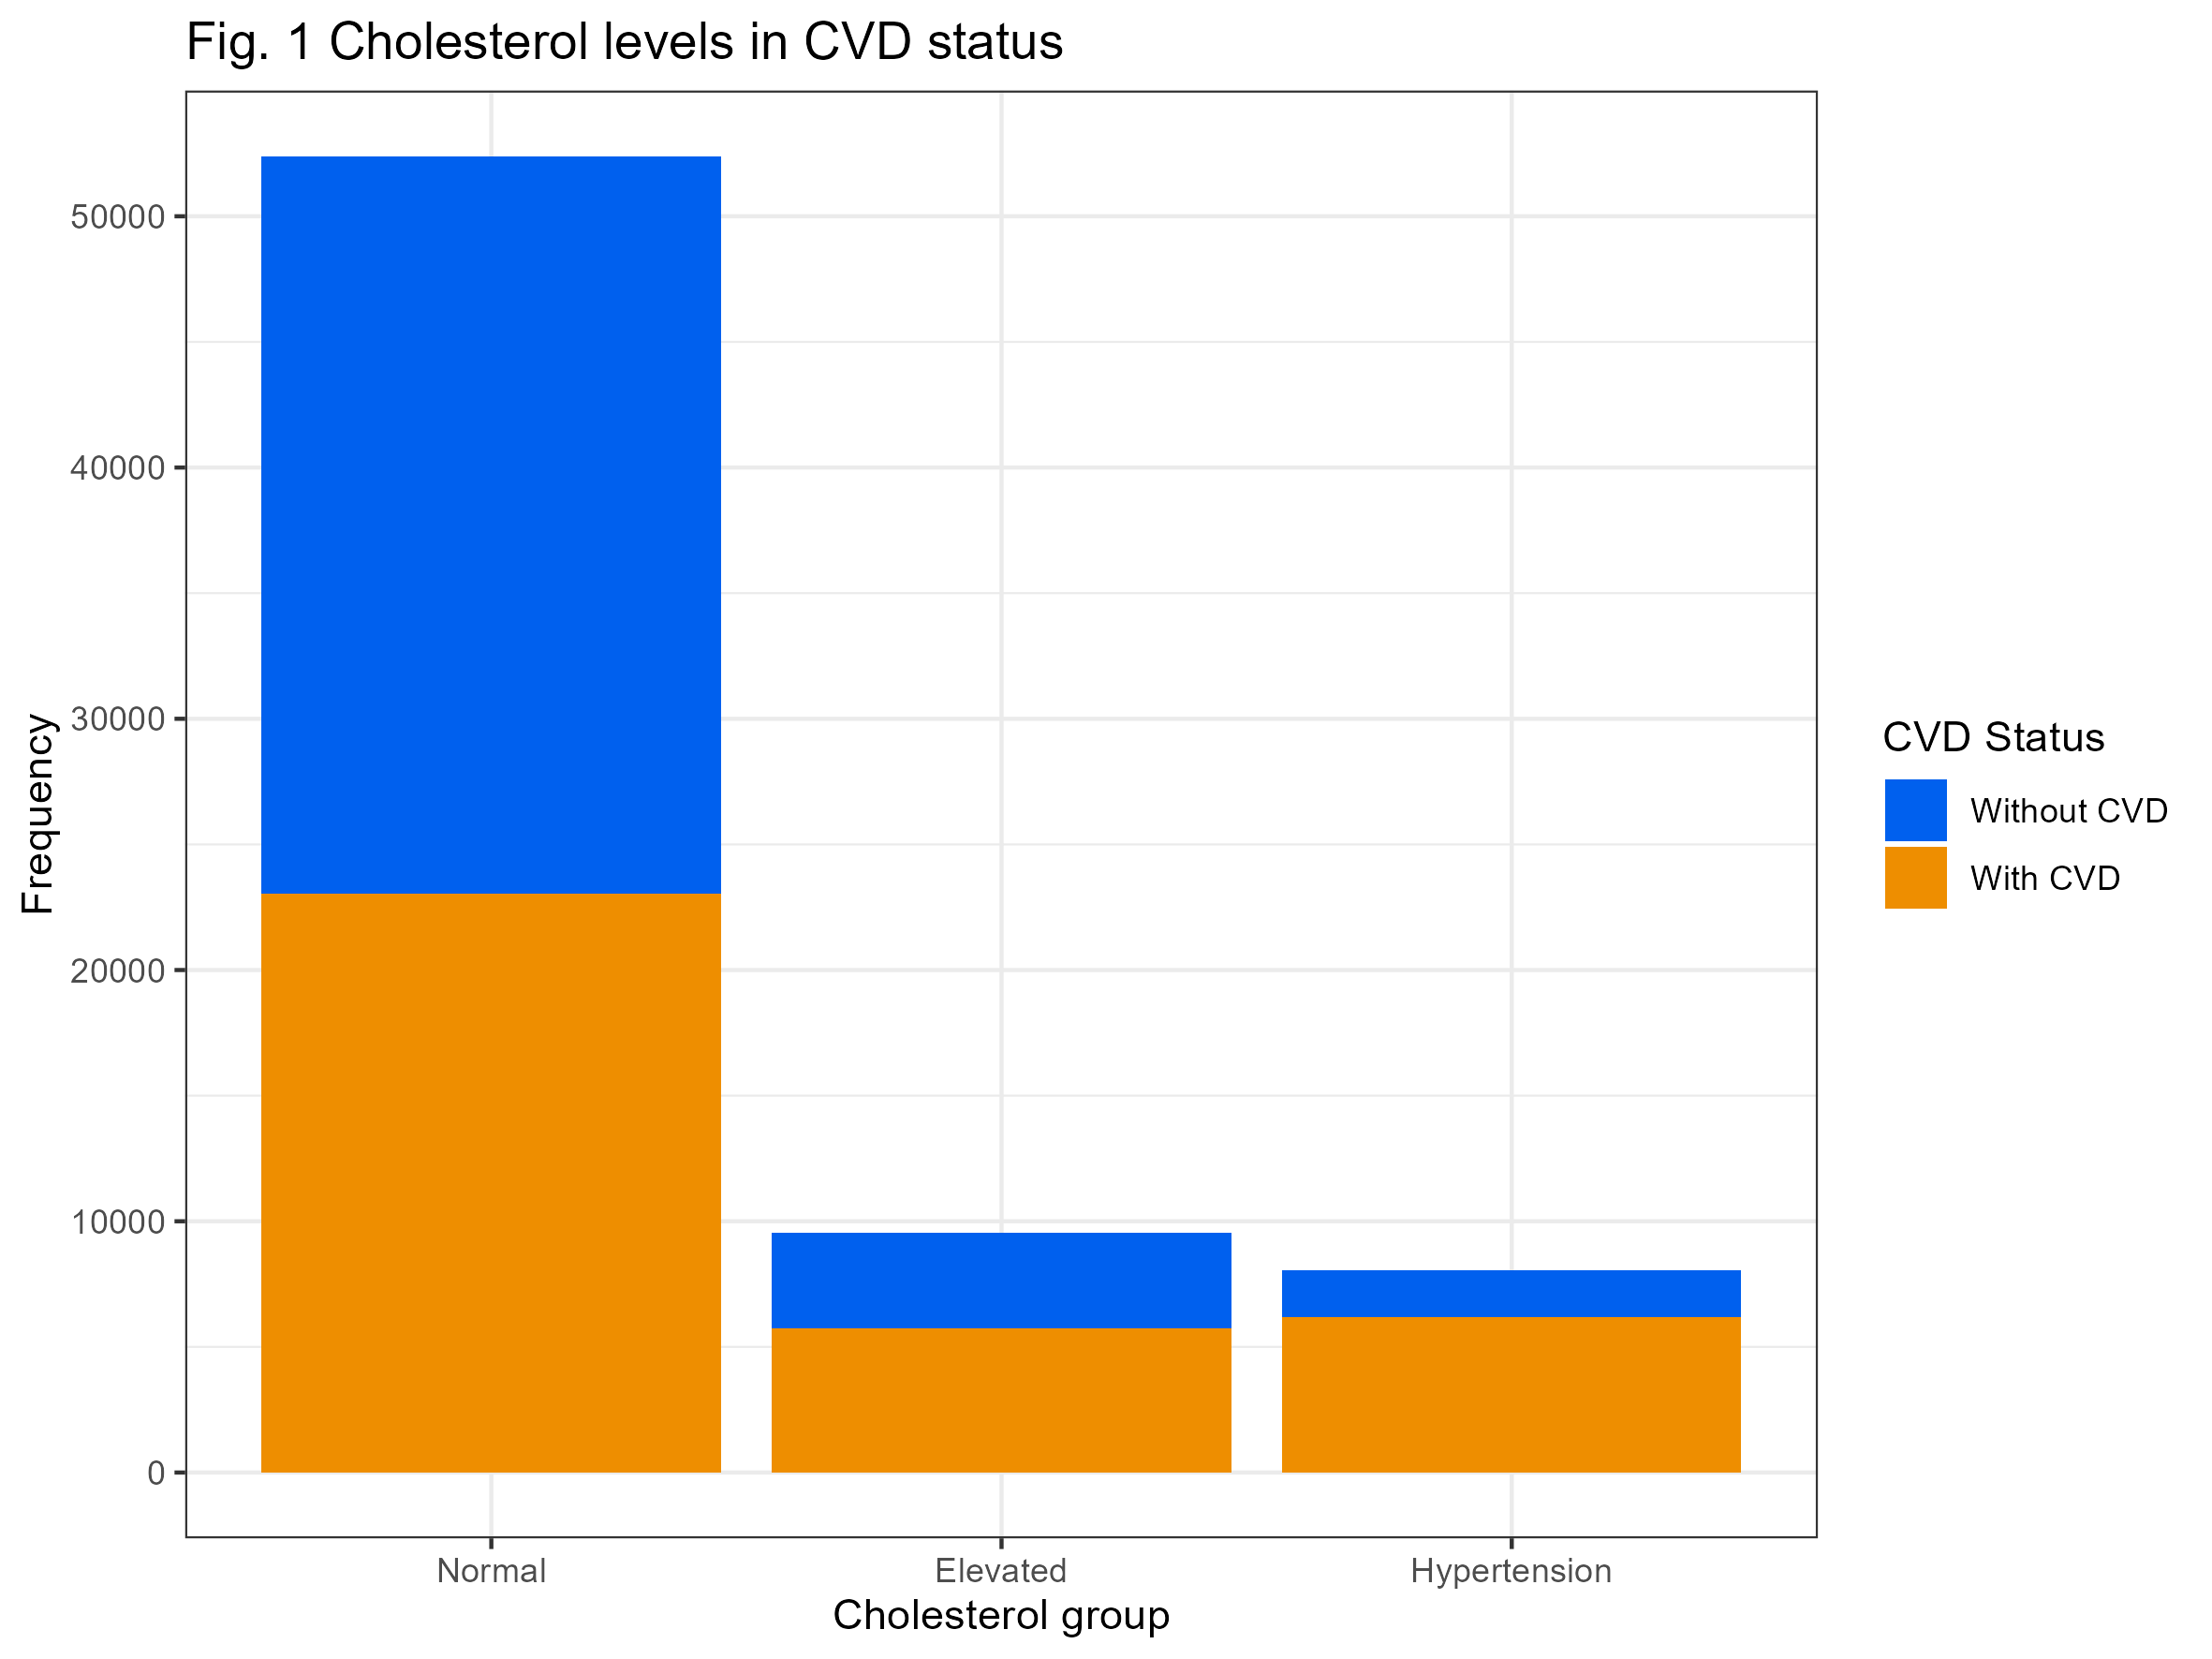 Fig. 1 Cholesterol levels in CVD status
Frequency
50000
40000
30000
20000
10000
0
Normal
Elevated
Hypertension
Cholesterol group
CVD Status
Without CVD
With CVD